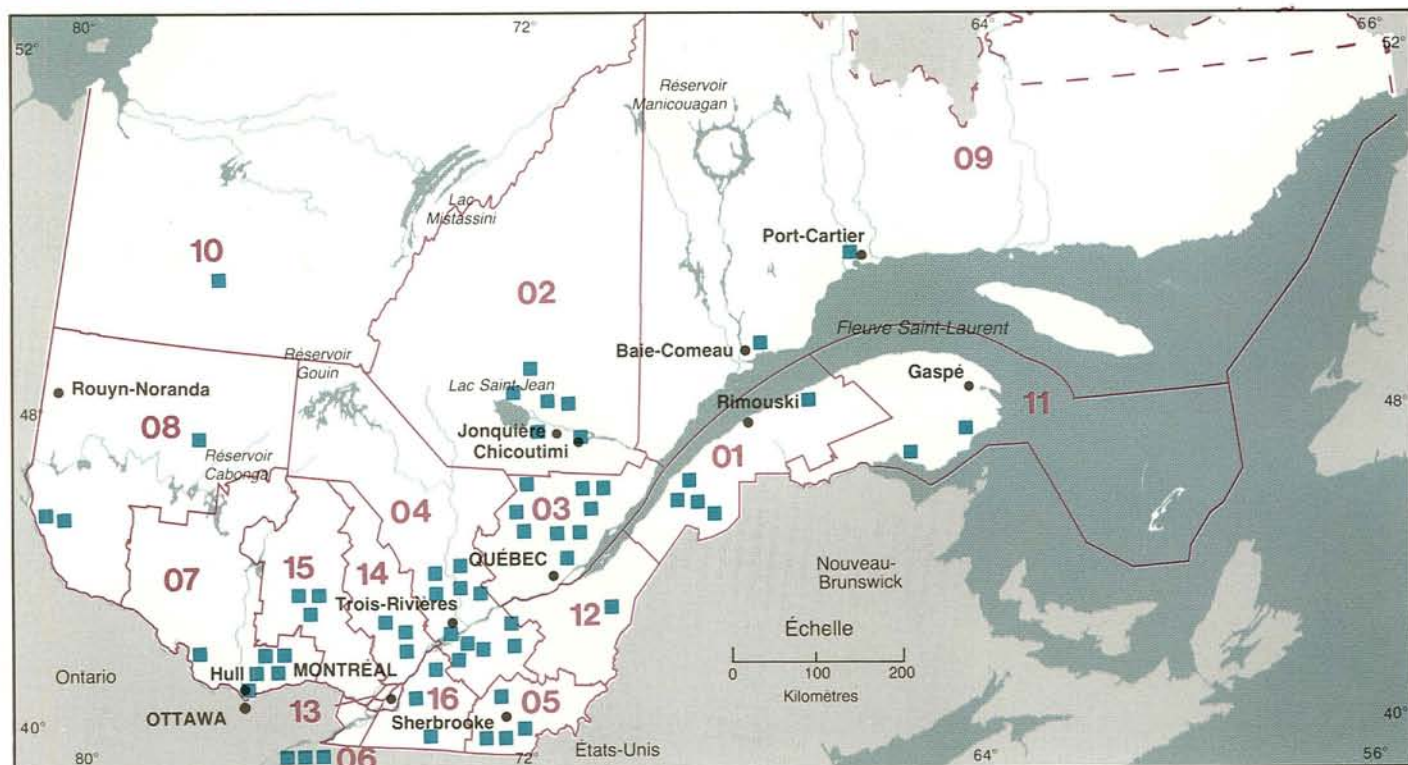 80°
72°
64°
56°
52°
52°
Réservoir
Manicouagan
09
Lac
Mistassini
Port-Cartier
10
02
Fleuve Saint-Laurent
Baie-Comeau
Réservoir
Gouin
Rouyn-Noranda
Lac Saint-Jean
Gaspé
Rimouski
11
48°
48°
08
Jonquière
Chicoutimi
Réservoir
Cabonga
01
03
04
QUÉBEC
07
15
14
Nouveau-
Brunswick
Trois-Rivières
12
Échelle
0 100 200
Kilomètres
Ontario
Hull
MONTRÉAL
16
05
13
Sherbrooke
OTTAWA
40°
40°
États-Unis
06
80°
72°
64°
56°